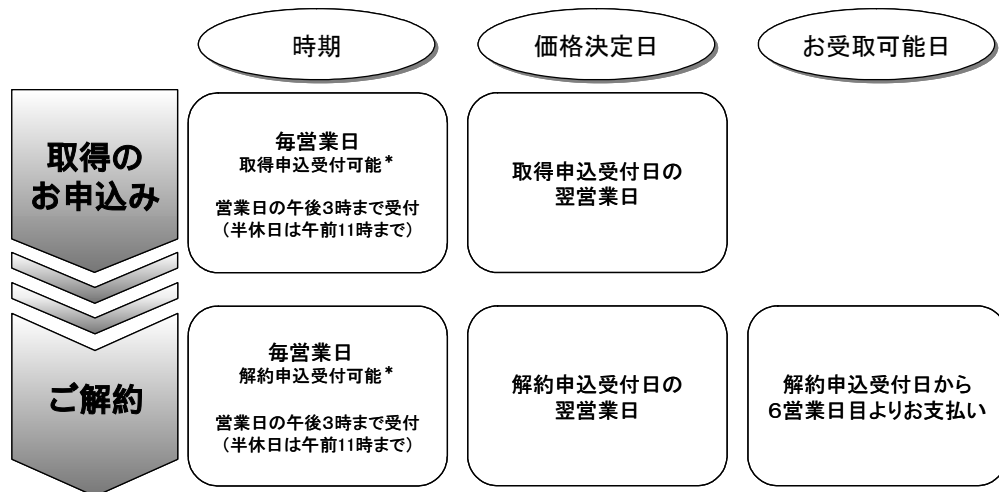 時期
価格決定日
お受取可能日
取得の
お申込み
毎営業日
取得申込受付可能*
営業日の午後3時まで受付
(半休日は午前11時まで)
取得申込受付日の
翌営業日
ご解約
毎営業日
解約申込受付可能*
営業日の午後3時まで受付
(半休日は午前11時まで)
解約申込受付日の
翌営業日
解約申込受付日から
6営業日目よりお支払い